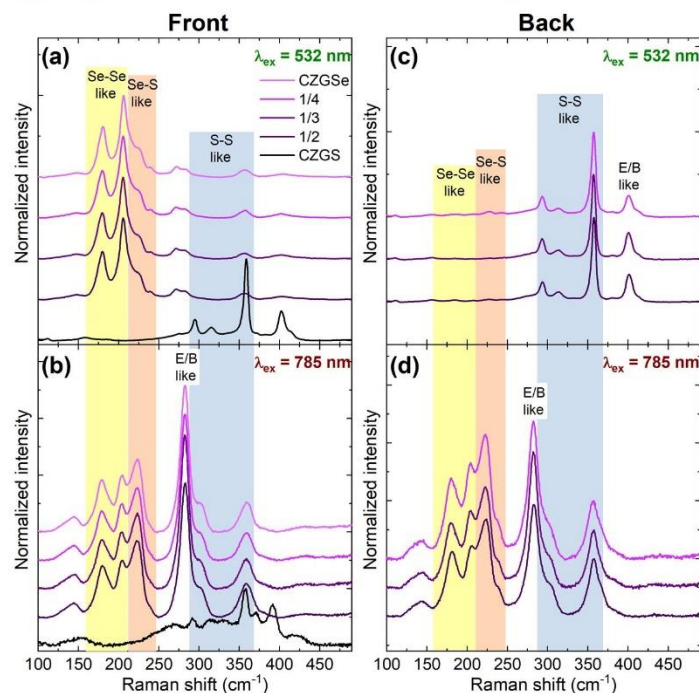 Front
Back
(a)
λex = 532 nm
Se-Se
like
Se-S
like
S-S
like
CZGSe
1/4
1/3
1/2
CZGS
Normalized intensity
(c)
λex = 532 nm
Se-Se
like
Se-S
like
S-S
like
E/B
like
Normalized intensity
(b)
λex = 785 nm
E/B
like
Normalized intensity
100 150 200 250 300 350 400 450
Raman shift (cm-1)
(d)
λex = 785 nm
E/B
like
Normalized intensity
100 150 200 250 300 350 400 450
Raman shift (cm-1)